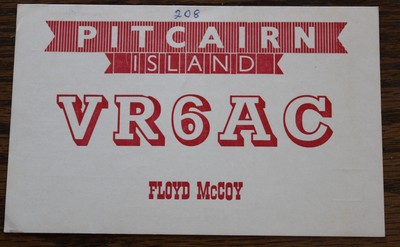 208
PITCAIRN
ISLAND
VR6AC
FLOYD McCOY